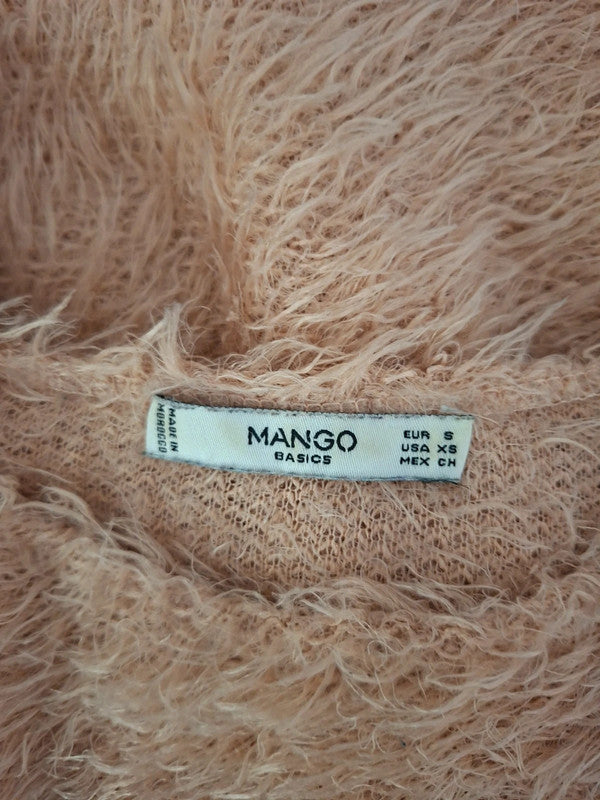 MADE IN
MOROCCO
MANGO
BASICS
EUR S
USA XS
MEX CH